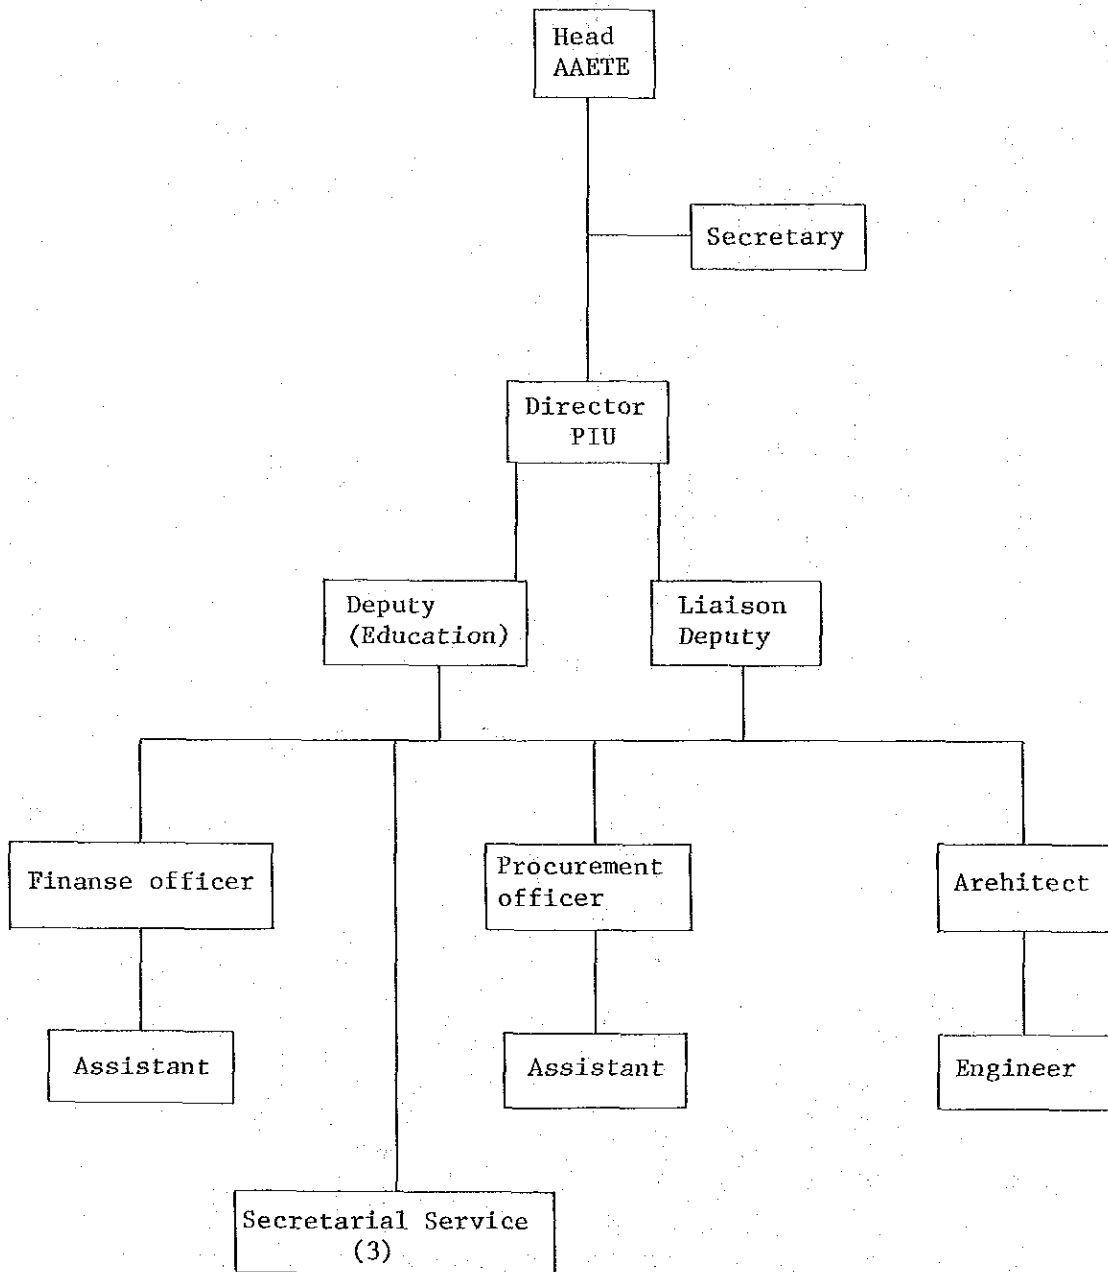 Head
AAETE
Secretary
Director
PIU
Deputy
(Education)
Liaison
Deputy
Finanse officer
Procurement
officer
Arehitect
Assistant
Assistant
Engineer
Secretarial Service
(3)